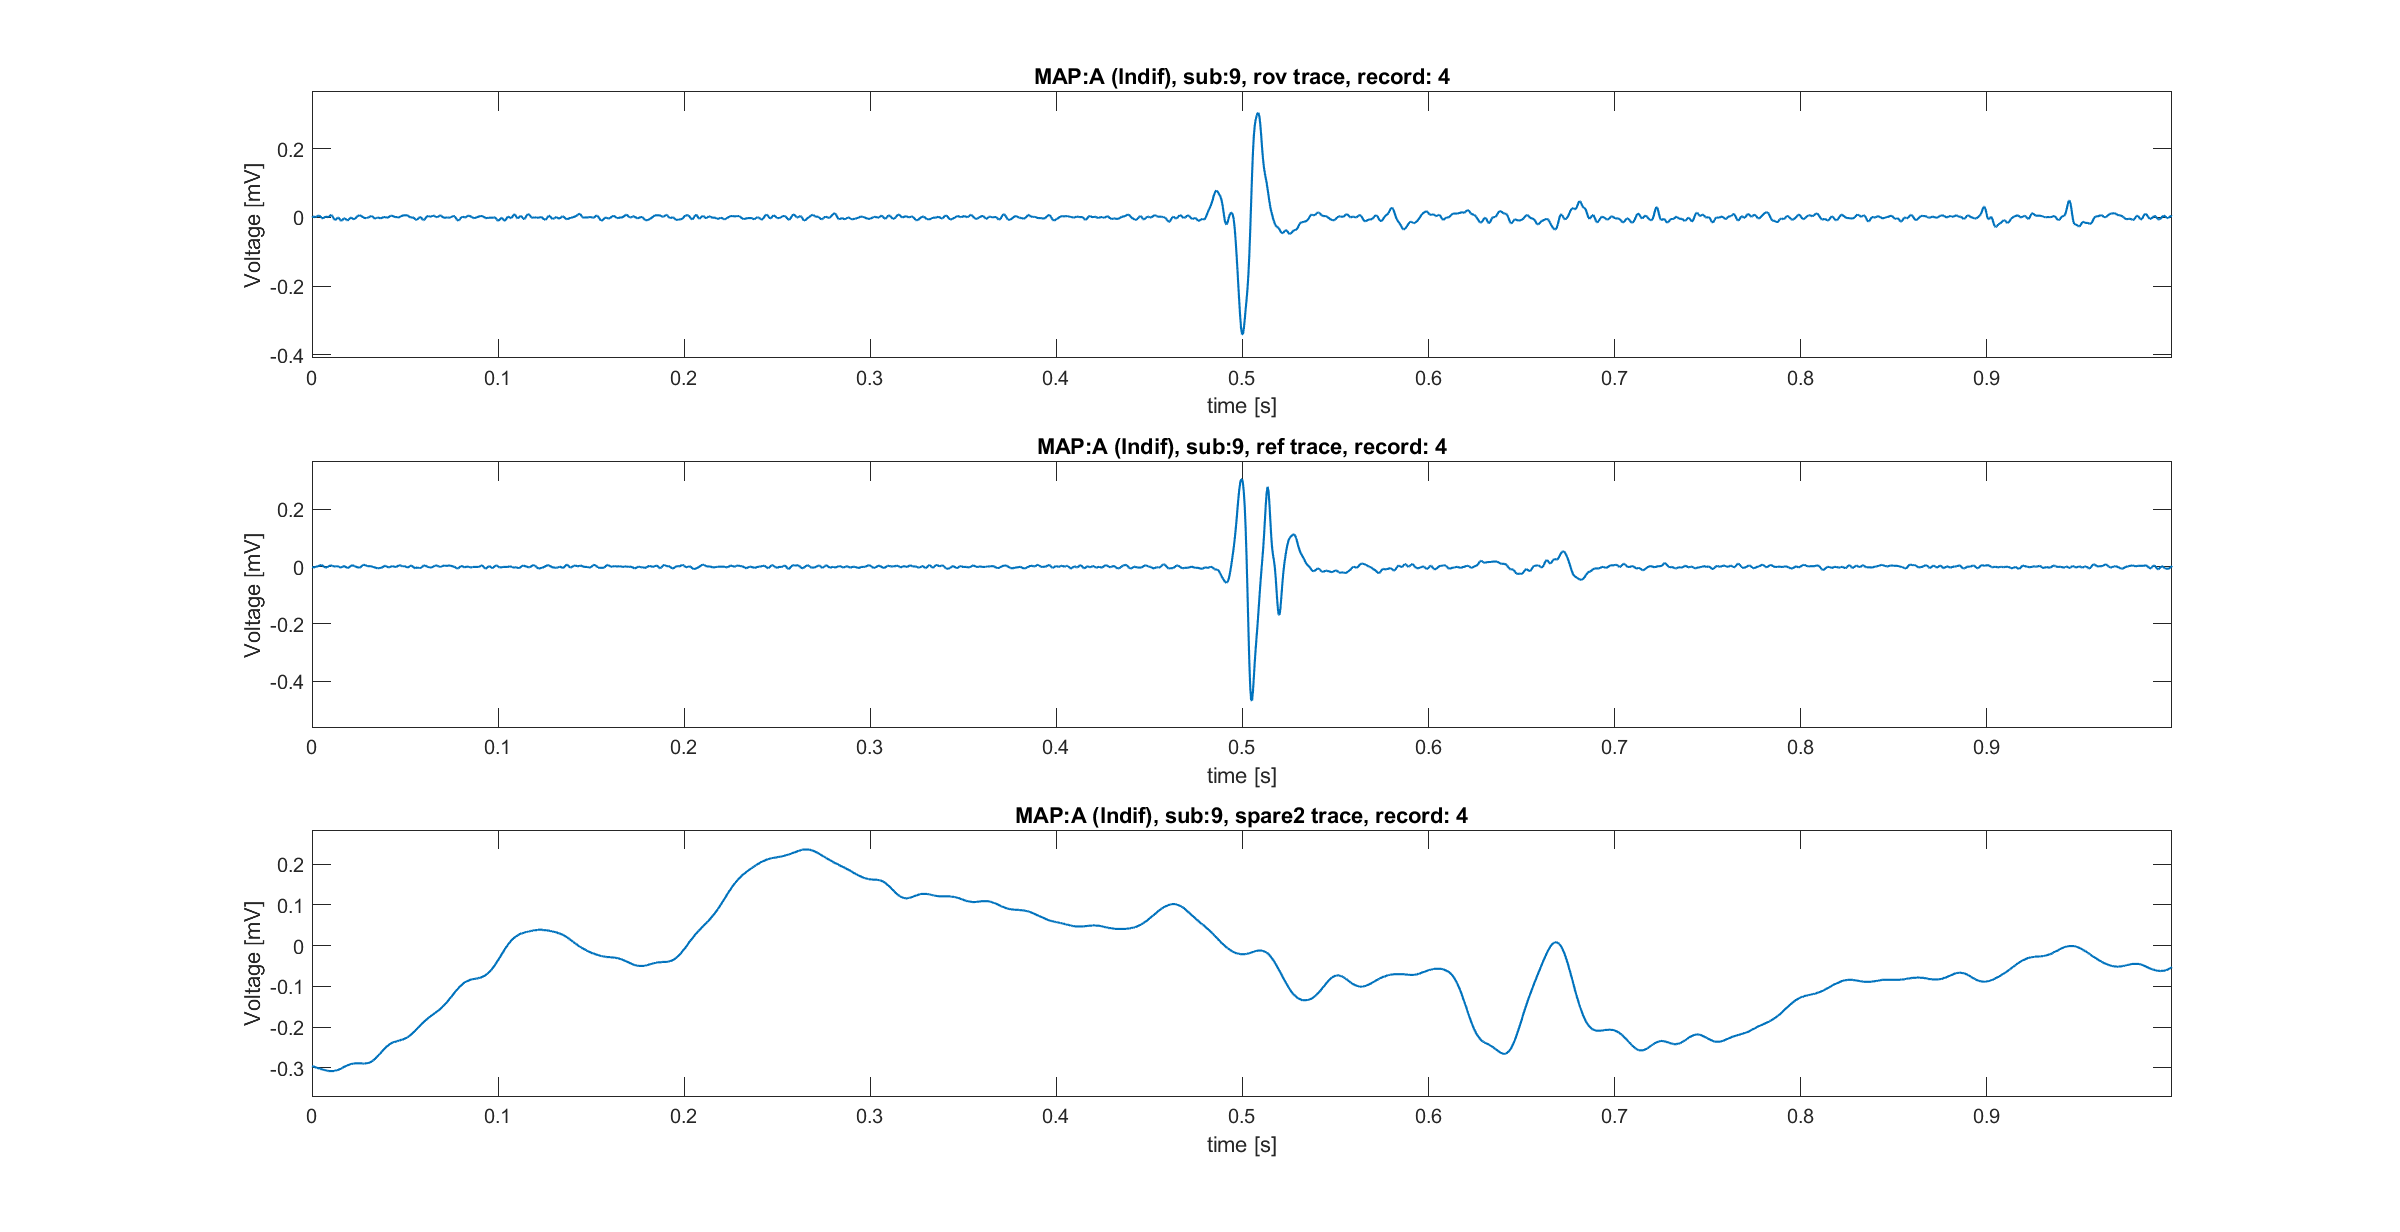 MAP:A (Indif), sub:9, rov trace, record: 4
Voltage [mV]
0.2
0
-0.2
-0.4
0 0.1 0.2 0.3 0.4 0.5 0.6 0.7 0.8 0.9
time [s]
MAP:A (Indif), sub:9, ref trace, record: 4
Voltage [mV]
0.2
0
-0.2
-0.4
0 0.1 0.2 0.3 0.4 0.5 0.6 0.7 0.8 0.9
time [s]
MAP:A (Indif), sub:9, spare2 trace, record: 4
Voltage [mV]
0.2
0.1
0
-0.1
-0.2
-0.3
0 0.1 0.2 0.3 0.4 0.5 0.6 0.7 0.8 0.9
time [s]